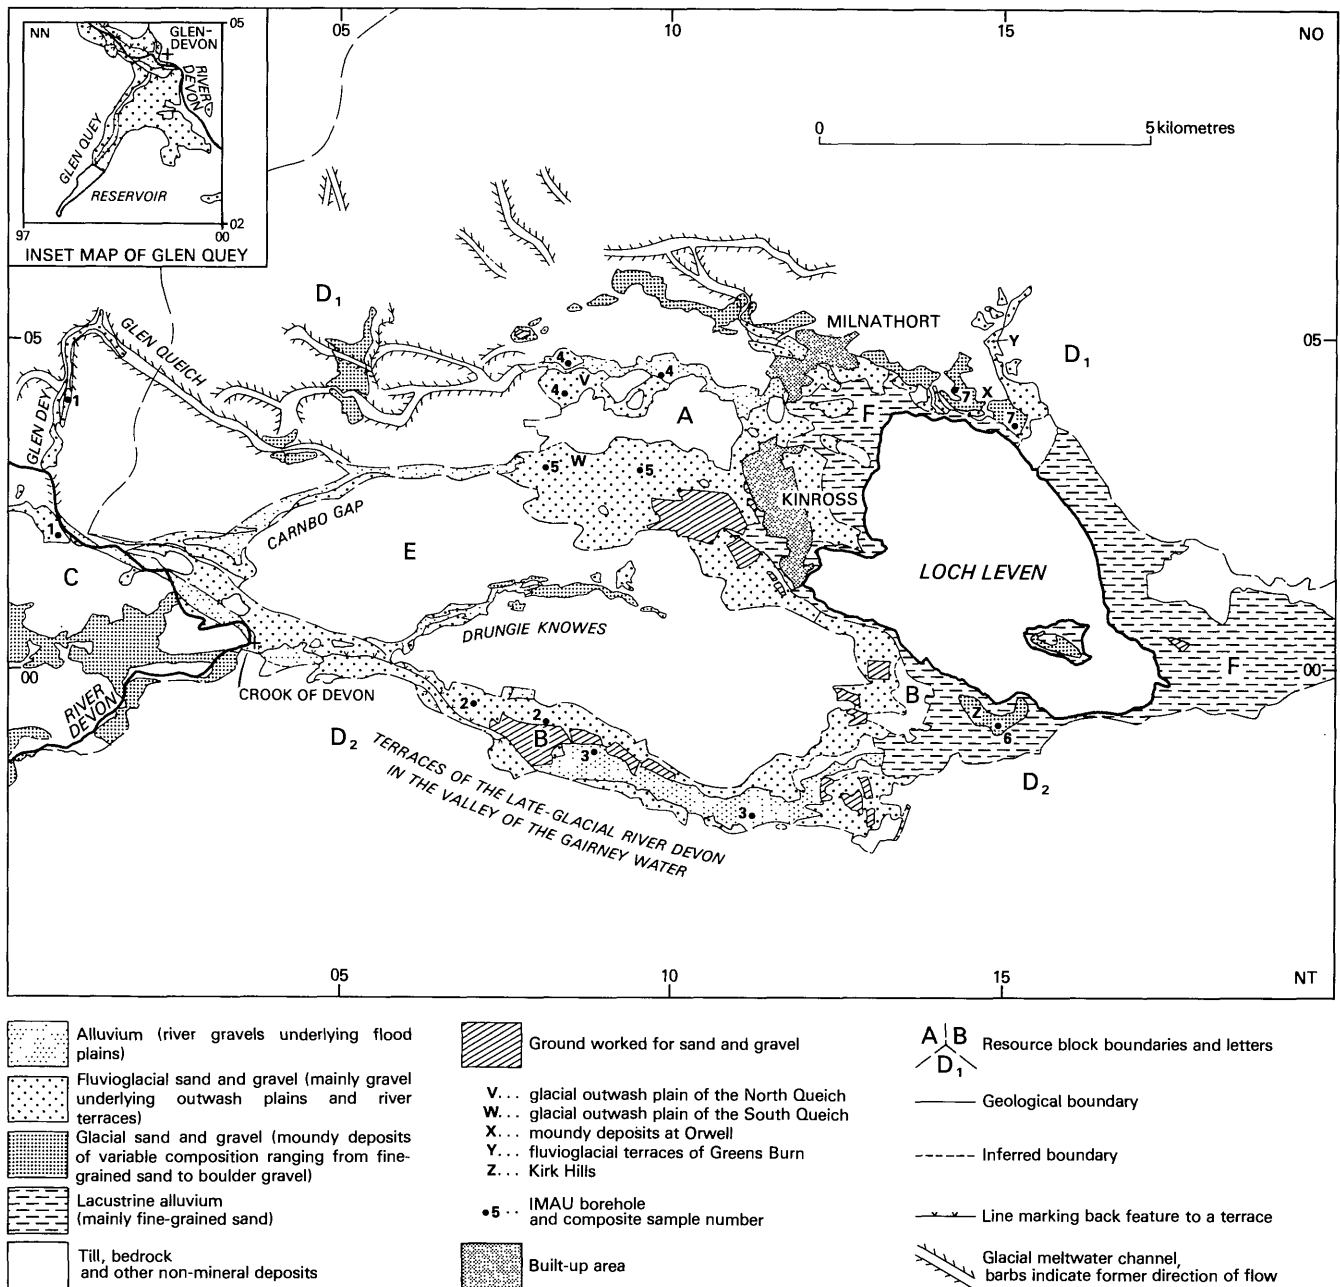 05
10
15
NO
NN
GLEN-
DEVON
05
RIVER
DEVON
GLEN QUEY
RESERVOIR
97
00
02
INSET MAP OF GLEN QUEY
0
5 kilometres
D1
GLEN QUEICH
05
GLEN DEY
1
MILNATHORT
Y
D1
05
4
4
V
4
A
F
7
X
7
5
W
5
KINROSS
1
CARNBO GAP
C
E
LOCH LEVEN
DRUNGIE KNOWES
00
CROOK OF DEVON
RIVER
DEVON
F
00
B
2
2
B
3
Z
6
D2
D2
TERRACES OF THE LATE-GLACIAL RIVER DEVON
IN THE VALLEY OF THE GAIRNEY WATER
3
05
10
15
NT
Alluvium (river gravels underlying flood
plains)
Fluvioglacial sand and gravel (mainly gravel
underlying outwash plains and river
terraces)
Glacial sand and gravel (moundy deposits
of variable composition ranging from fine-
grained sand to boulder gravel)
Lacustrine alluvium
(mainly fine-grained sand)
Till, bedrock
and other non-mineral deposits
Ground worked for sand and gravel
V... glacial outwash plain of the North Queich
W... glacial outwash plain of the South Queich
X... moundy deposits at Orwell
Y... fluvioglacial terraces of Greens Burn
Z... Kirk Hills
•5 ·· IMAU borehole
and composite sample number
Built-up area
A B
D1
Resource block boundaries and letters
Geological boundary
Inferred boundary
Line marking back feature to a terrace
Glacial meltwater channel,
barbs indicate former direction of flow